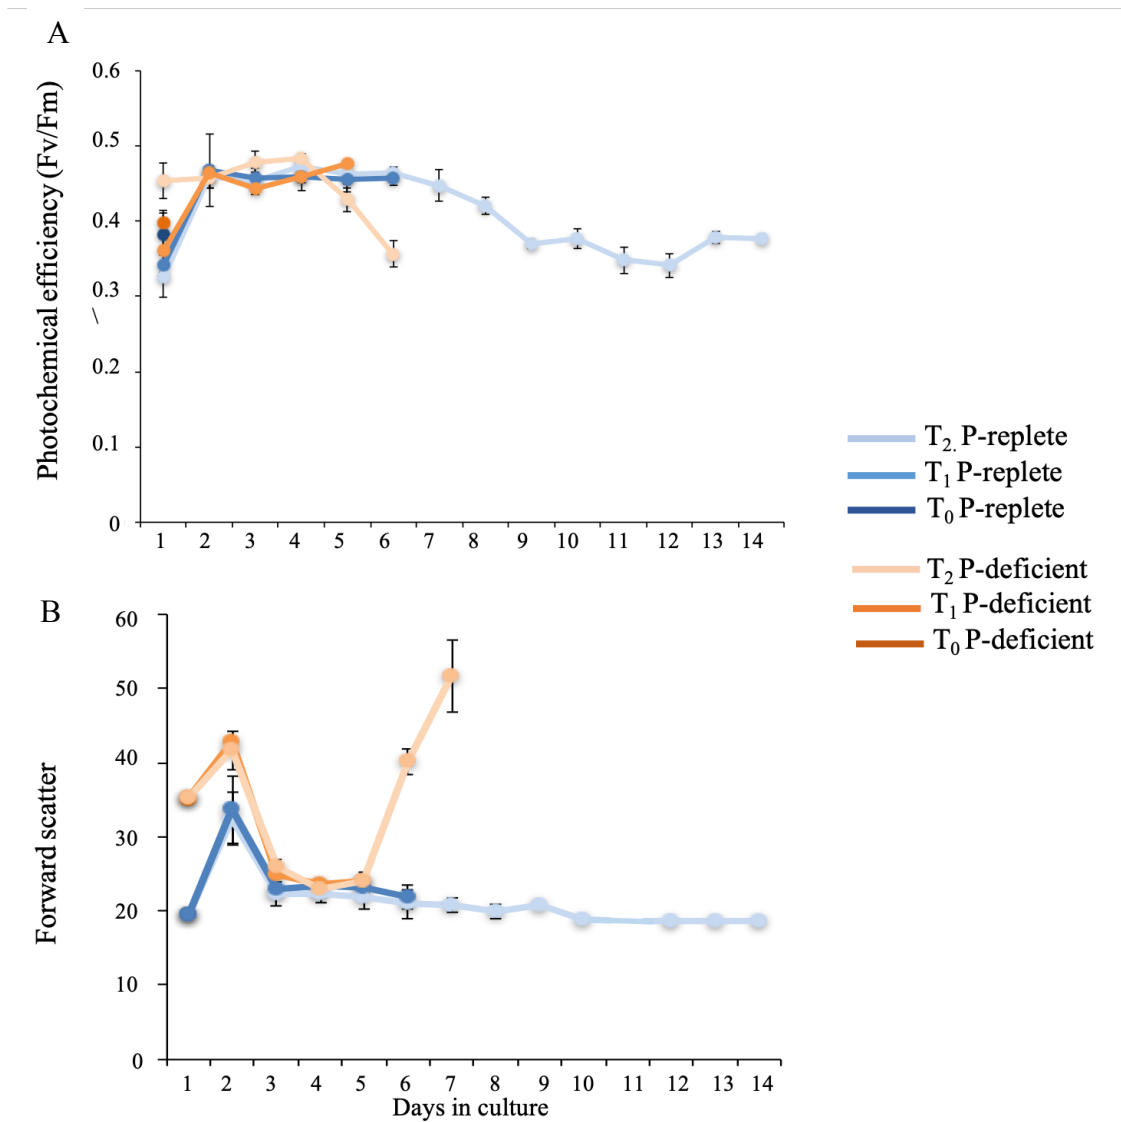 A
Photochemical efficiency (Fv/Fm)
0.6
0.5
0.4
0.3
/
0.2
0.1
0
1 2 3 4 5 6 7 8 9 10 11 12 13 14
T2. P-replete
T1 P-replete
T0 P-replete
T2 P-deficient
T1 P-deficient
T0 P-deficient
B
Forward scatter
60
50
40
30
20
10
0
1 2 3 4 5 6 7 8 9 10 11 12 13 14
Days in culture